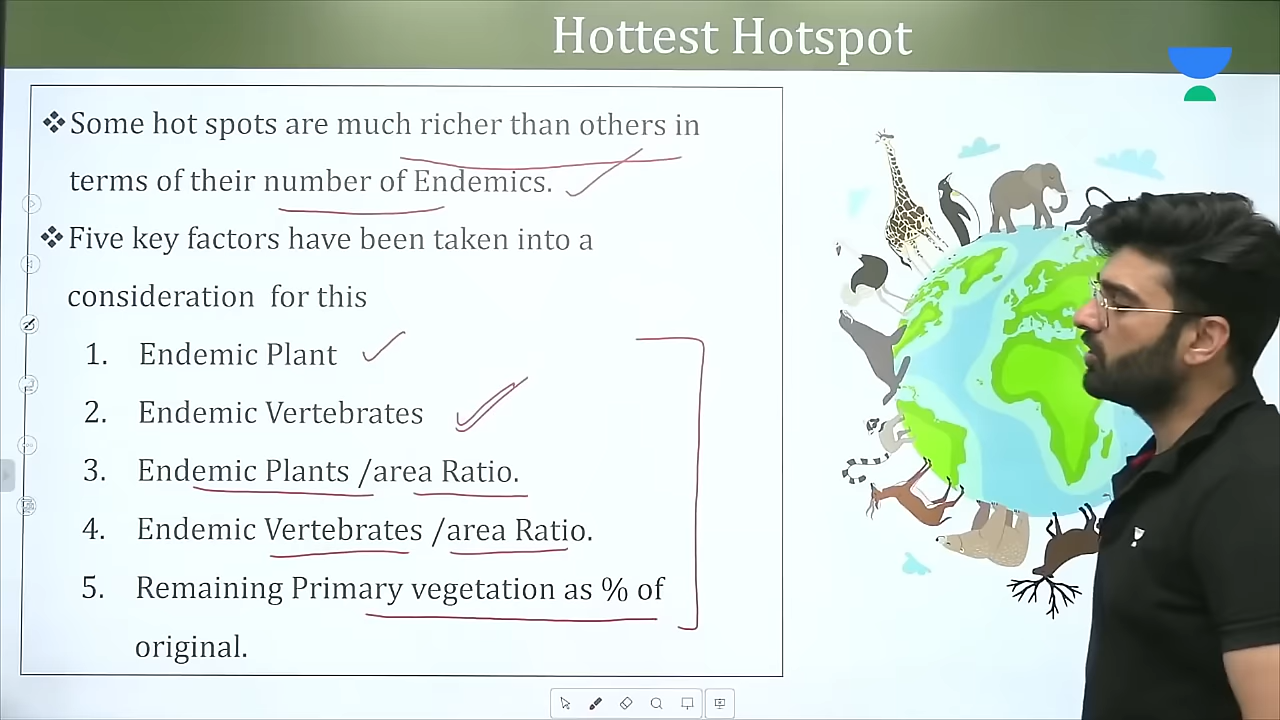 Hottest Hotspot
❖Some hot spots are much richer than others in
terms of their number of Endemics.
❖Five key factors have been taken into a
consideration for this
1. Endemic Plant
2. Endemic Vertebrates
3. Endemic Plants /area Ratio.
4. Endemic Vertebrates /area Ratio.
5. Remaining Primary vegetation as % of
original.